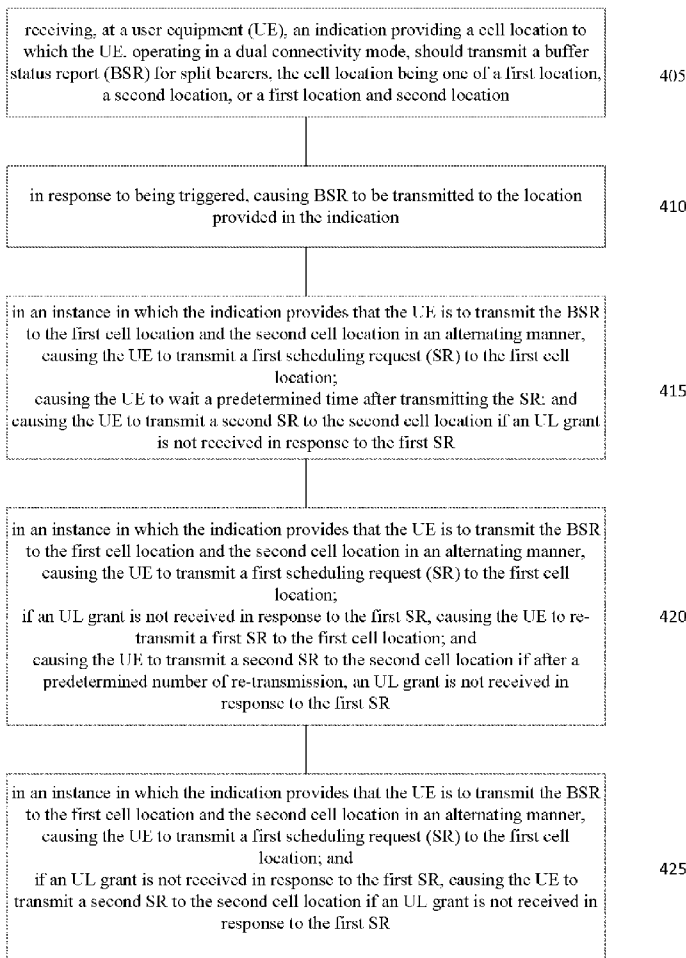 receiving, at a user equipment (UE), an indication providing a cell location to
which the UE. operating in a dual connectivity mode, should transmit a buffer
status report (BSR) for split bearers, the cell location being one of a first location,
a second location, or a first location and second location
405
in response to being triggered, causing BSR to be transmitted to the location
provided in the indication
410
in an instance in which the indication provides that the UE is to transmit the BSR
to the first cell location and the second cell location in an alternating manner,
causing the UE to transmit a first scheduling request (SR) to the first cell
location;
causing the UE to wait a predetermined time after transmitting the SR; and
causing the UE to transmit a second SR to the second cell location if an UL grant
is not received in response to the first SR
415
in an instance in which the indication provides that the UE is to transmit the BSR
to the first cell location and the second cell location in an alternating manner,
causing the UE to transmit a first scheduling request (SR) to the first cell
location;
if an UL grant is not received in response to the first SR, causing the UE to re-
transmit a first SR to the first cell location; and
causing the UE to transmit a second SR to the second cell location if after a
predetermined number of re-transmission, an UL grant is not received in
response to the first SR
420
in an instance in which the indication provides that the UE is to transmit the BSR
to the first cell location and the second cell location in an alternating manner,
causing the UE to transmit a first scheduling request (SR) to the first cell
location; and
if an UL grant is not received in response to the first SR, causing the UE to
transmit a second SR to the second cell location if an UL grant is not received in
response to the first SR
425